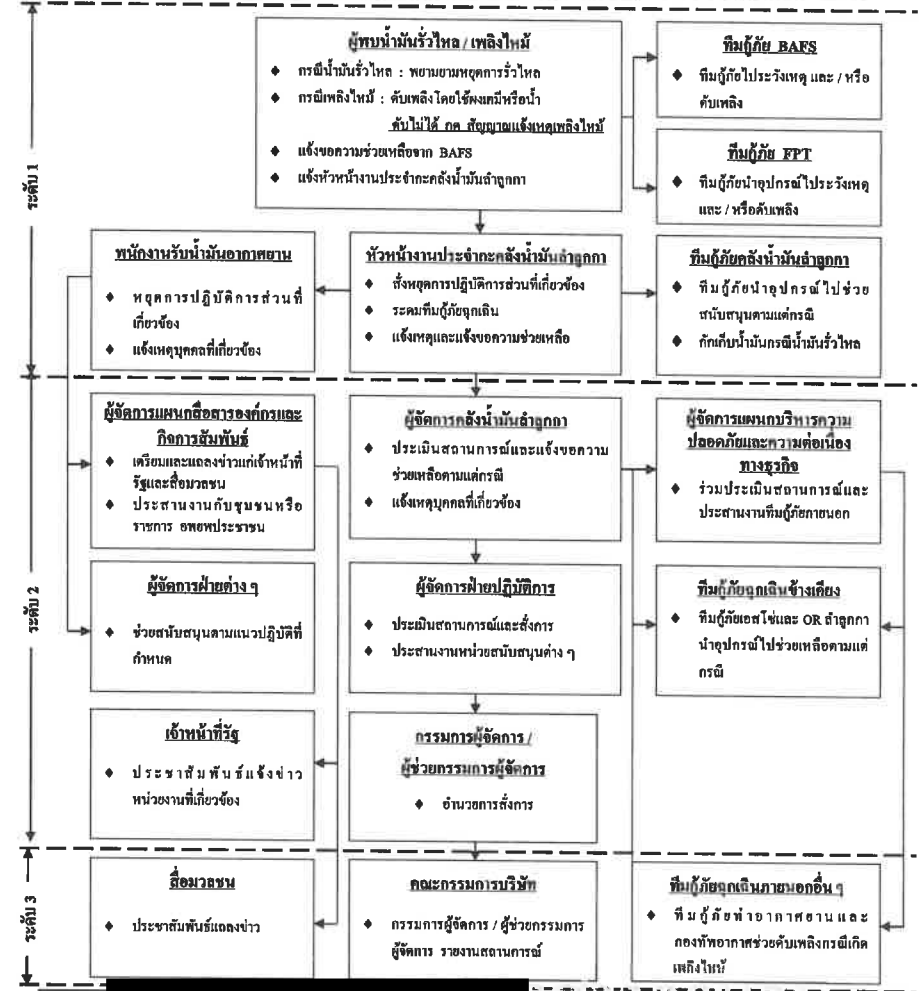 ระดับ 1
ผู้พบน้ำมันรั่วไหล / เพลิงไหม้
♦ กรณีน้ำมันรั่วไหล : พยามยามหยุดการรั่วไหล
♦ กรณีเพลิงไหม้ : ดับเพลิงโดยใช้ผงเคมีหรือน้ำ
ดับไม่ได้ กด สัญญาณแจ้งเหตุเพลิงไหม้
♦ แจ้งขอความช่วยเหลือจาก BAFS
♦ แจ้งหัวหน้างานประจำกะคลังน้ำมันลำลูกกา
ทีมกู้ภัย BAFS
♦ ทีมกู้ภัยไประวังเหตุ และ / หรือ
ดับเพลิง
ทีมกู้ภัย FPT
♦ ทีมกู้ภัยนำอุปกรณ์ไประวังเหตุ
และ / หรือดับเพลิง
พนักงานรับน้ำมันอากาศยาน
♦ หยุดการปฏิบัติการส่วนที่
เกี่ยวข้อง
♦ แจ้งเหตุบุคคลที่เกี่ยวข้อง
หัวหน้างานประจำกะคลังน้ำมันลำลูกกา
♦ สั่งหยุดการปฏิบัติการส่วนที่เกี่ยวข้อง
♦ ระดมทีมกู้ภัยฉุกเฉิน
♦ แจ้งเหตุและแจ้งขอความช่วยเหลือ
ทีมกู้ภัยคลังน้ำมันลำลูกกา
♦ ทีมกู้ภัยนำอุปกรณ์ไปช่วย
สนับสนุนตามแต่กรณี
♦ กักเก็บน้ำมันกรณีน้ำมันรั่วไหล
ระดับ 2
ผู้จัดการแผนกสื่อสารองค์กรและ
กิจการสัมพันธ์
♦ เตรียมและแถลงข่าวแก่เจ้าหน้าที่
รัฐและสื่อมวลชน
♦ ประสานงานกับชุมชนหรือ
ราชการ อพยพประชาชน
ผู้จัดการคลังน้ำมันลำลูกกา
♦ ประเมินสถานการณ์และแจ้งขอความ
ช่วยเหลือตามแต่กรณี
♦ แจ้งเหตุบุคคลที่เกี่ยวข้อง
ผู้จัดการแผนกบริหารความ
ปลอดภัยและความต่อเนื่อง
ทางธุรกิจ
♦ ร่วมประเมินสถานการณ์และ
ประสานงานทีมกู้ภัยภายนอก
ผู้จัดการฝ่ายต่าง ๆ
♦ ช่วยสนับสนุนตามแนวปฏิบัติที่
กำหนด
ผู้จัดการฝ่ายปฏิบัติการ
♦ ประเมินสถานการณ์และสั่งการ
♦ ประสานงานหน่วยสนับสนุนต่าง ๆ
ทีมกู้ภัยฉุกเฉินข้างเคียง
♦ ทีมกู้ภัยเอสโซ่และ OR ลำลูกกา
นำอุปกรณ์ไปช่วยเหลือตามแต่
กรณี
เจ้าหน้าที่รัฐ
♦ ประชาสัมพันธ์แจ้งข่าว
หน่วยงานที่เกี่ยวข้อง
กรรมการผู้จัดการ /
ผู้ช่วยกรรมการผู้จัดการ
♦ อำนวยการสั่งการ
ระดับ 3
สื่อมวลชน
♦ ประชาสัมพันธ์แถลงข่าว
คณะกรรมการบริษัท
♦ กรรมการผู้จัดการ / ผู้ช่วยกรรมการ
ผู้จัดการ รายงานสถานการณ์
ทีมกู้ภัยฉุกเฉินภายนอกอื่น ๆ
♦ ทีมกู้ภัยท่าอากาศยานและ
กองทัพอากาศช่วยดับเพลิงกรณีเกิด
เพลิงไหม้